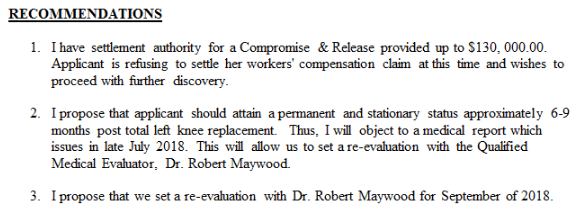 RECOMMENDATIONS
1. I have settlement authority for a Compromise & Release provided up to $130, 000.00.
Applicant is refusing to settle her workers' compensation claim at this time and wishes to
proceed with further discovery.
2. I propose that applicant should attain a permanent and stationary status approximately 6-9
months post total left knee replacement. Thus, I will object to a medical report which
issues in late July 2018. This will allow us to set a re-evaluation with the Qualified
Medical Evaluator, Dr. Robert Maywood.
3. I propose that we set a re-evaluation with Dr. Robert Maywood for September of 2018.